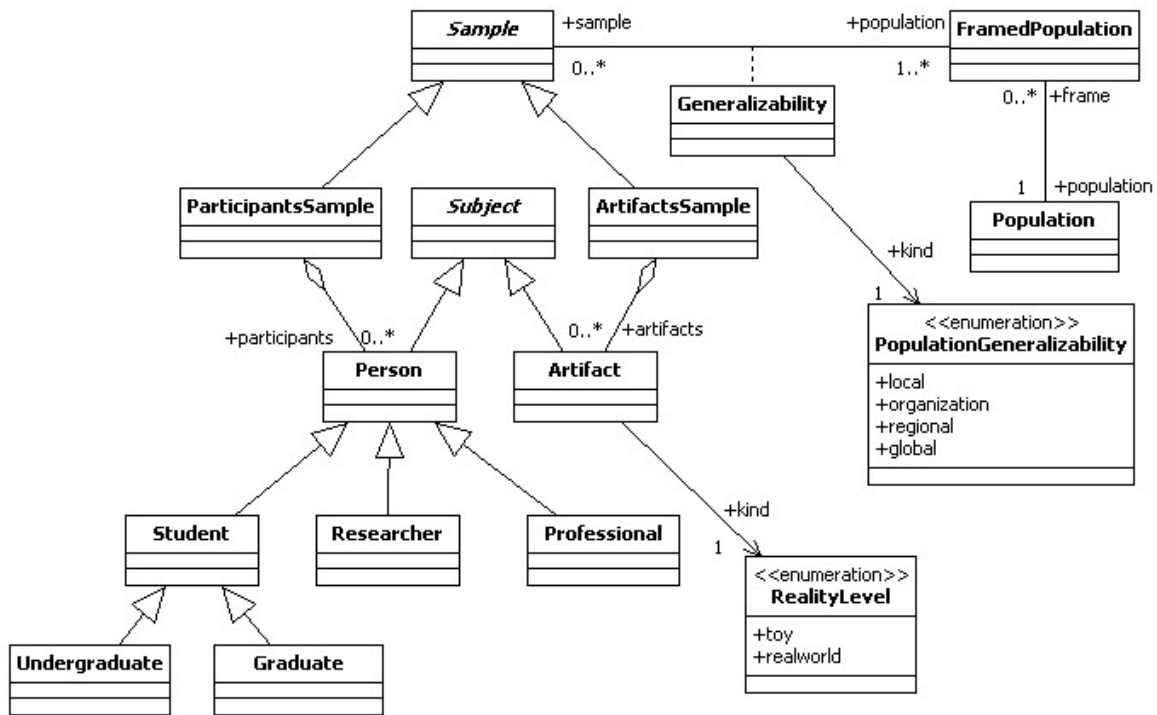 Sample
+sample
+population
FramedPopulation
0..*
1..*
Generalizability
0..*
+frame
ParticipantsSample
Subject
ArtifactsSample
1
+population
Population
+kind
1
<<enumeration>>
PopulationGeneralizability
+local
+organization
+regional
+global
+participants
0..*
0..*
+artifacts
Person
Artifact
+kind
1
Student
Researcher
Professional
<<enumeration>>
RealityLevel
+toy
+realworld
Undergraduate
Graduate